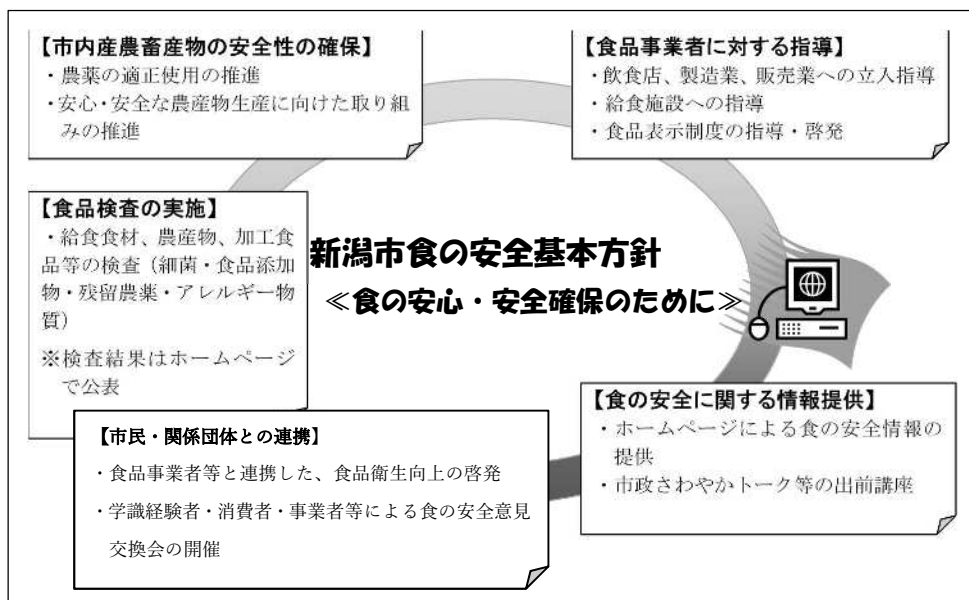 【市内産農畜産物の安全性の確保】
・農薬の適正使用の推進
・安心・安全な農産物生産に向けた取り組
みの推進
【食品事業者に対する指導】
・飲食店、製造業、販売業への立入指導
・給食施設への指導
・食品表示制度の指導・啓発
【食品検査の実施】
・給食食材、農産物、加工食
品等の検査（細菌・食品添加
物・残留農薬・アレルギー物
質）
※検査結果はホームページ
で公表
新潟市食の安全基本方針
≪食の安心・安全確保のために≫
【市民・関係団体との連携】
・食品事業者等と連携した、食品衛生向上の啓発
・学識経験者・消費者・事業者等による食の安全意見
交換会の開催
【食の安全に関する情報提供】
・ホームページによる食の安全情報の
提供
・市政さわやかトーク等の出前講座